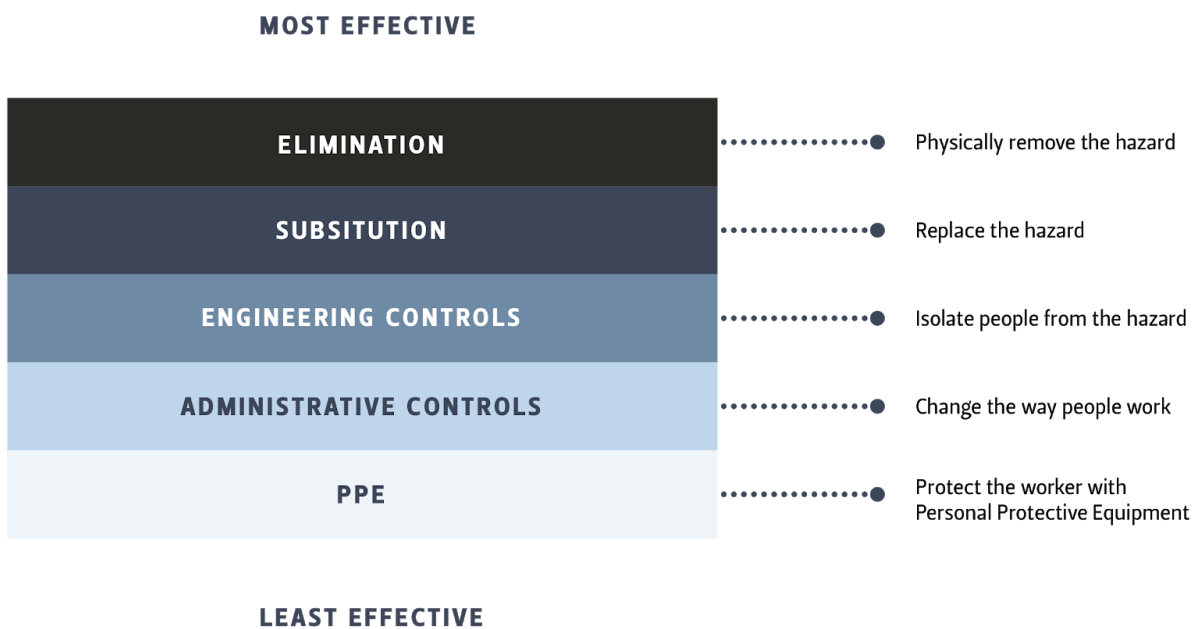 MOST EFFECTIVE
ELIMINATION
Physically remove the hazard
SUBSITUTION
Replace the hazard
ENGINEERING CONTROLS
Isolate people from the hazard
ADMINISTRATIVE CONTROLS
Change the way people work
PPE
Protect the worker with
Personal Protective Equipment
LEAST EFFECTIVE